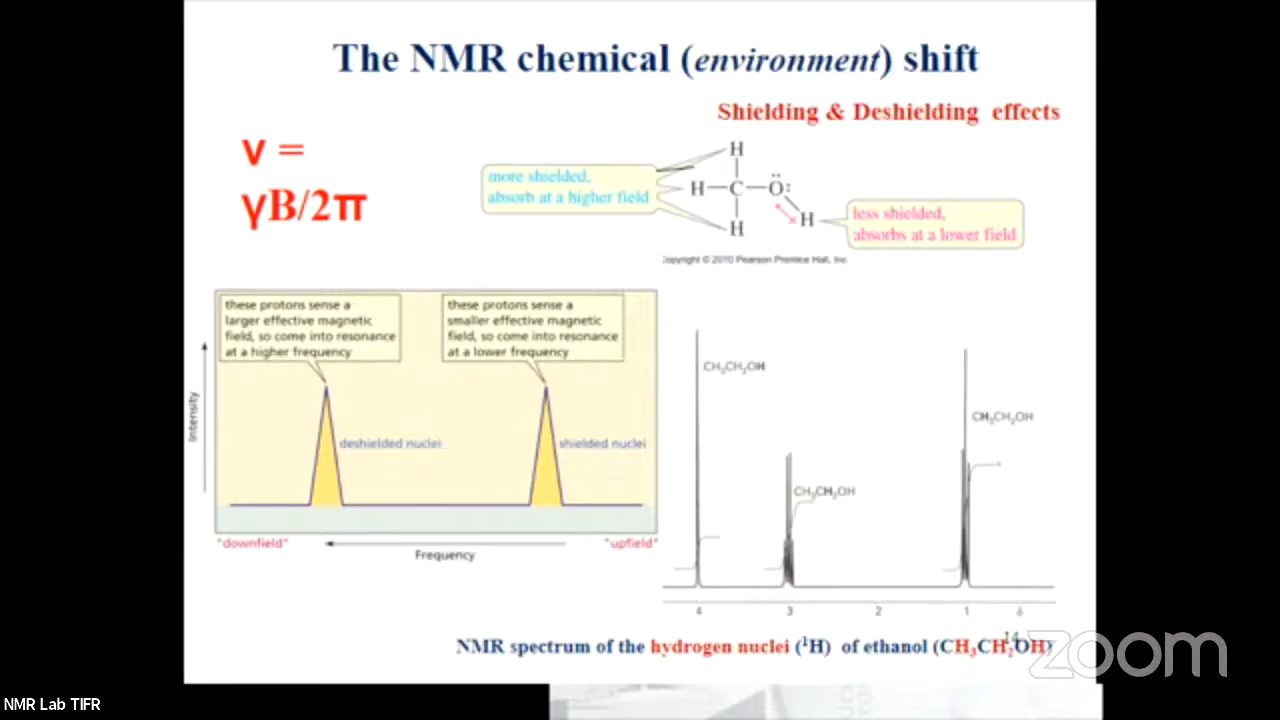 The NMR chemical (environment) shift
Shielding & Deshielding effects
ν =
γB/2π
more shielded,
absorb at a higher field
H
H—C—Ö:
H
H
less shielded,
absorbs at a lower field
Copyright © 2010 Pearson Prentice Hall, Inc.
these protons sense a
larger effective magnetic
field, so come into resonance
at a higher frequency
these protons sense a
smaller effective magnetic
field, so come into resonance
at a lower frequency
Intensity
deshielded nuclei
shielded nuclei
"downfield"
"upfield"
Frequency
CH₃CH₂OH
CH₃CH₂OH
CH₃CH₂OH
4 3 2 1 δ
NMR spectrum of the hydrogen nuclei (¹H) of ethanol (CH₃CH₂OH)
14
zoom
NMR Lab TIFR